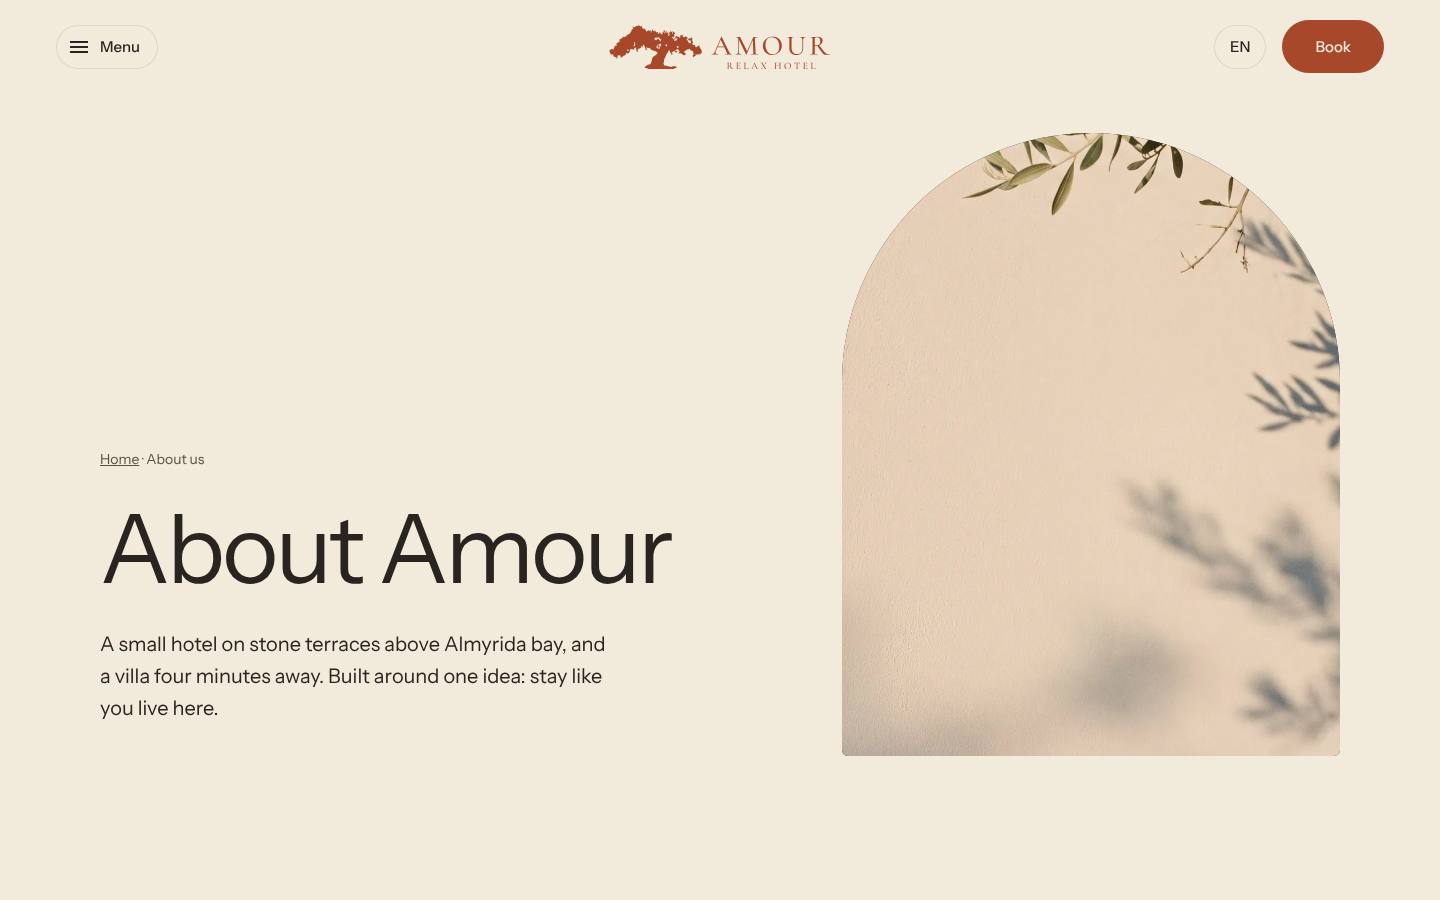 Menu
AMOUR
RELAX HOTEL
EN
Book
Home · About us
About Amour
A small hotel on stone terraces above Almyrida bay, and
a villa four minutes away. Built around one idea: stay like
you live here.